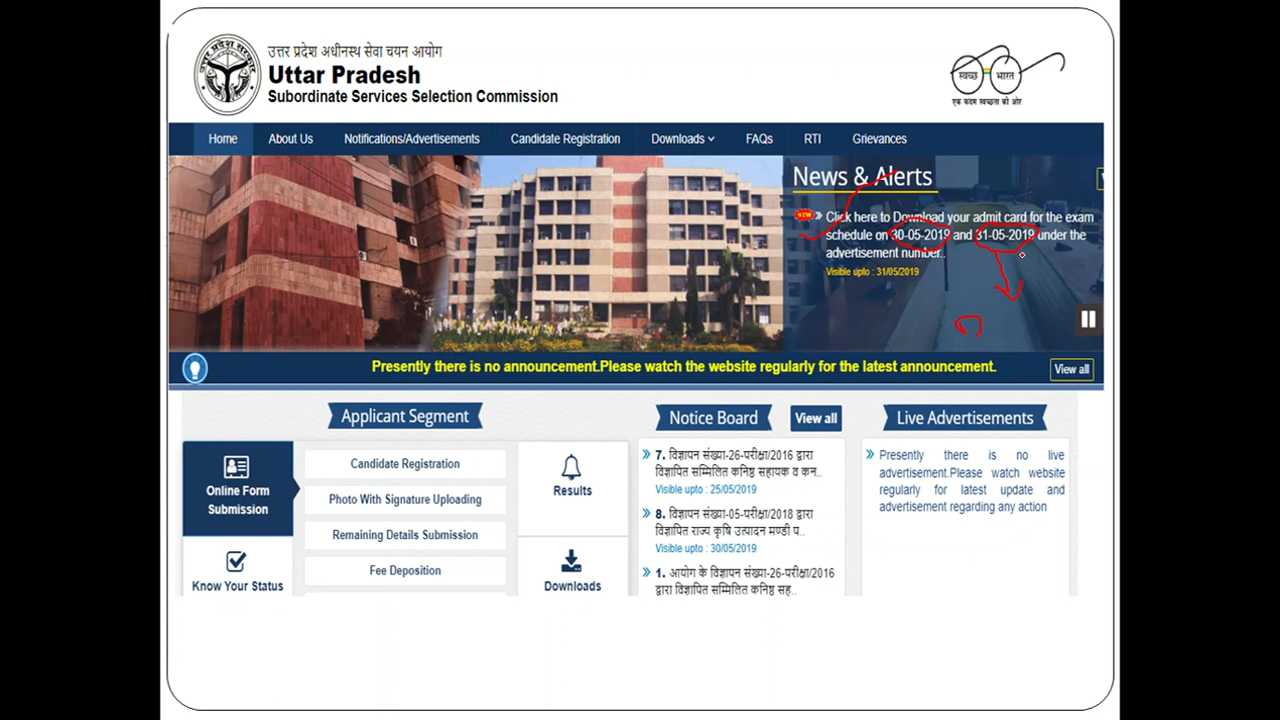 उत्तर प्रदेश अधीनस्थ सेवा चयन आयोग
Uttar Pradesh
Subordinate Services Selection Commission
स्वच्छ भारत
एक कदम स्वच्छता की ओर
Home About Us Notifications/Advertisements Candidate Registration Downloads FAQs RTI Grievances
News & Alerts
NEW Click here to Download your admit card for the exam
schedule on 30-05-2019 and 31-05-2019 under the
advertisement number..
Visible upto : 31/05/2019
Presently there is no announcement.Please watch the website regularly for the latest announcement.
View all
Applicant Segment
Online Form
Submission
Know Your Status
Candidate Registration
Photo With Signature Uploading
Remaining Details Submission
Fee Deposition
Results
Downloads
Notice Board View all
7. विज्ञापन संख्या-26-परीक्षा/2016 द्वारा
विज्ञापित सम्मिलित कनिष्ठ सहायक व कन..
Visible upto : 25/05/2019
8. विज्ञापन संख्या-05-परीक्षा/2018 द्वारा
विज्ञापित राज्य कृषि उत्पादन मण्डी प..
Visible upto : 30/05/2019
1. आयोग के विज्ञापन संख्या-26-परीक्षा/2016
द्वारा विज्ञापित सम्मिलित कनिष्ठ सह..
Live Advertisements
Presently there is no live
advertisement.Please watch website
regularly for latest update and
advertisement regarding any action